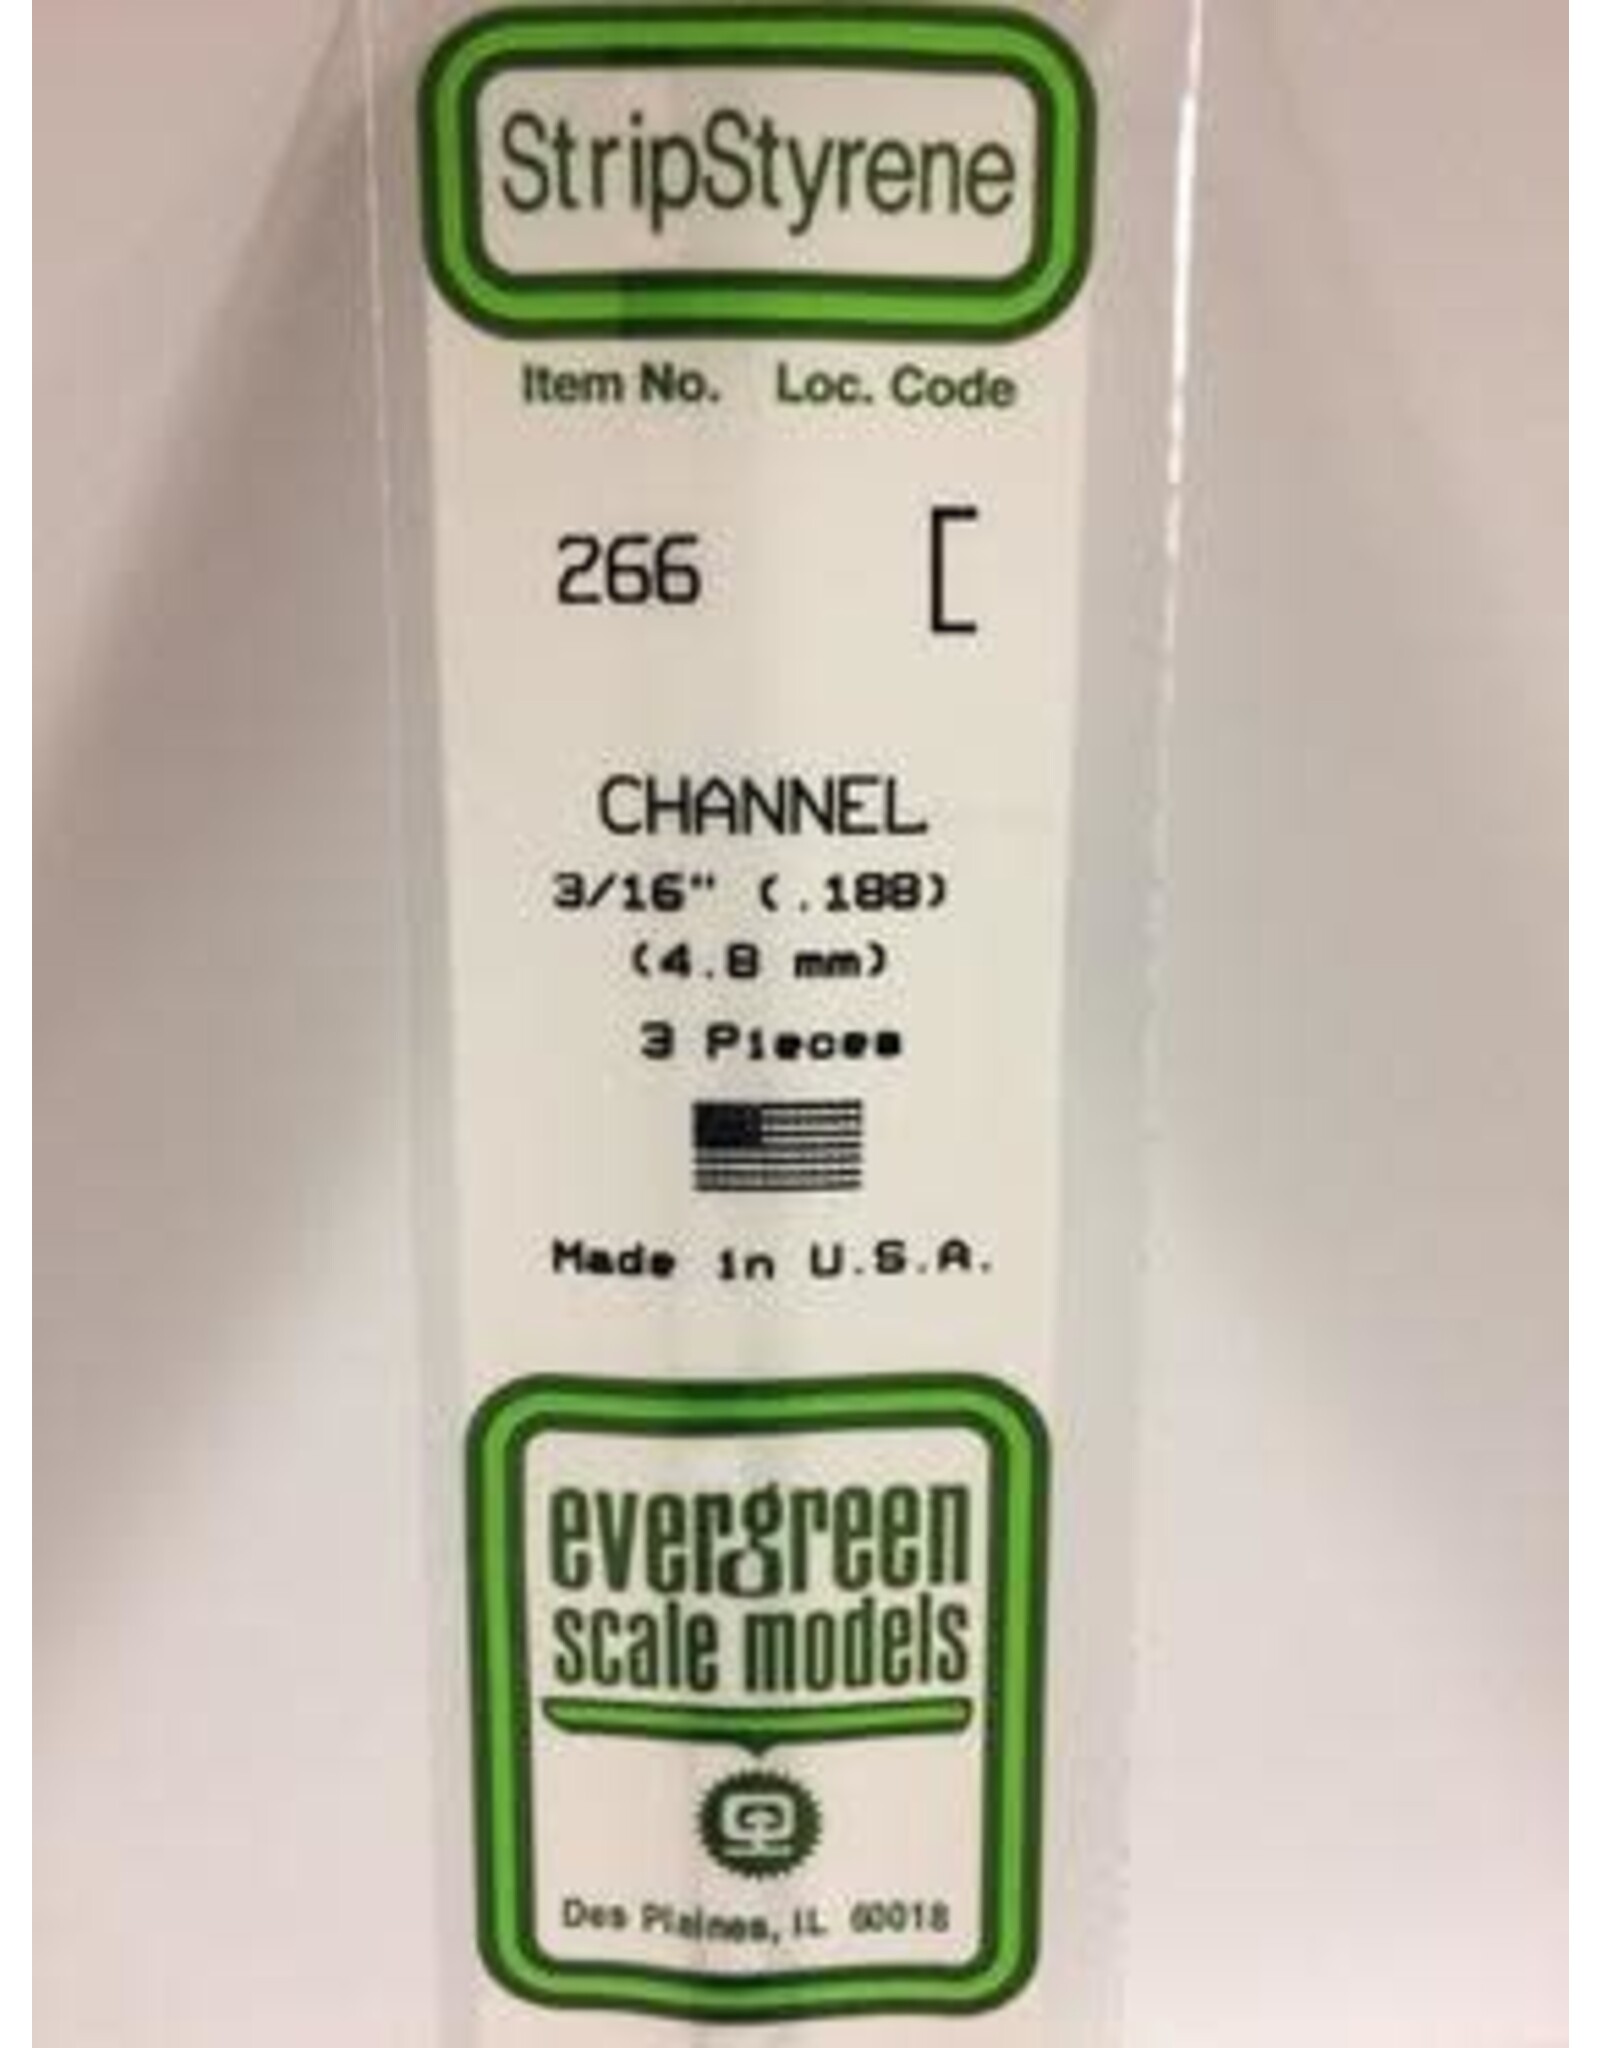 StripStyrene
Item No. Loc. Code
266
CHANNEL
3/16" (.188)
(4.8 mm)
3 Pieces
Made in U.S.A.
evergreen
scale models
Des Plaines, IL 60018